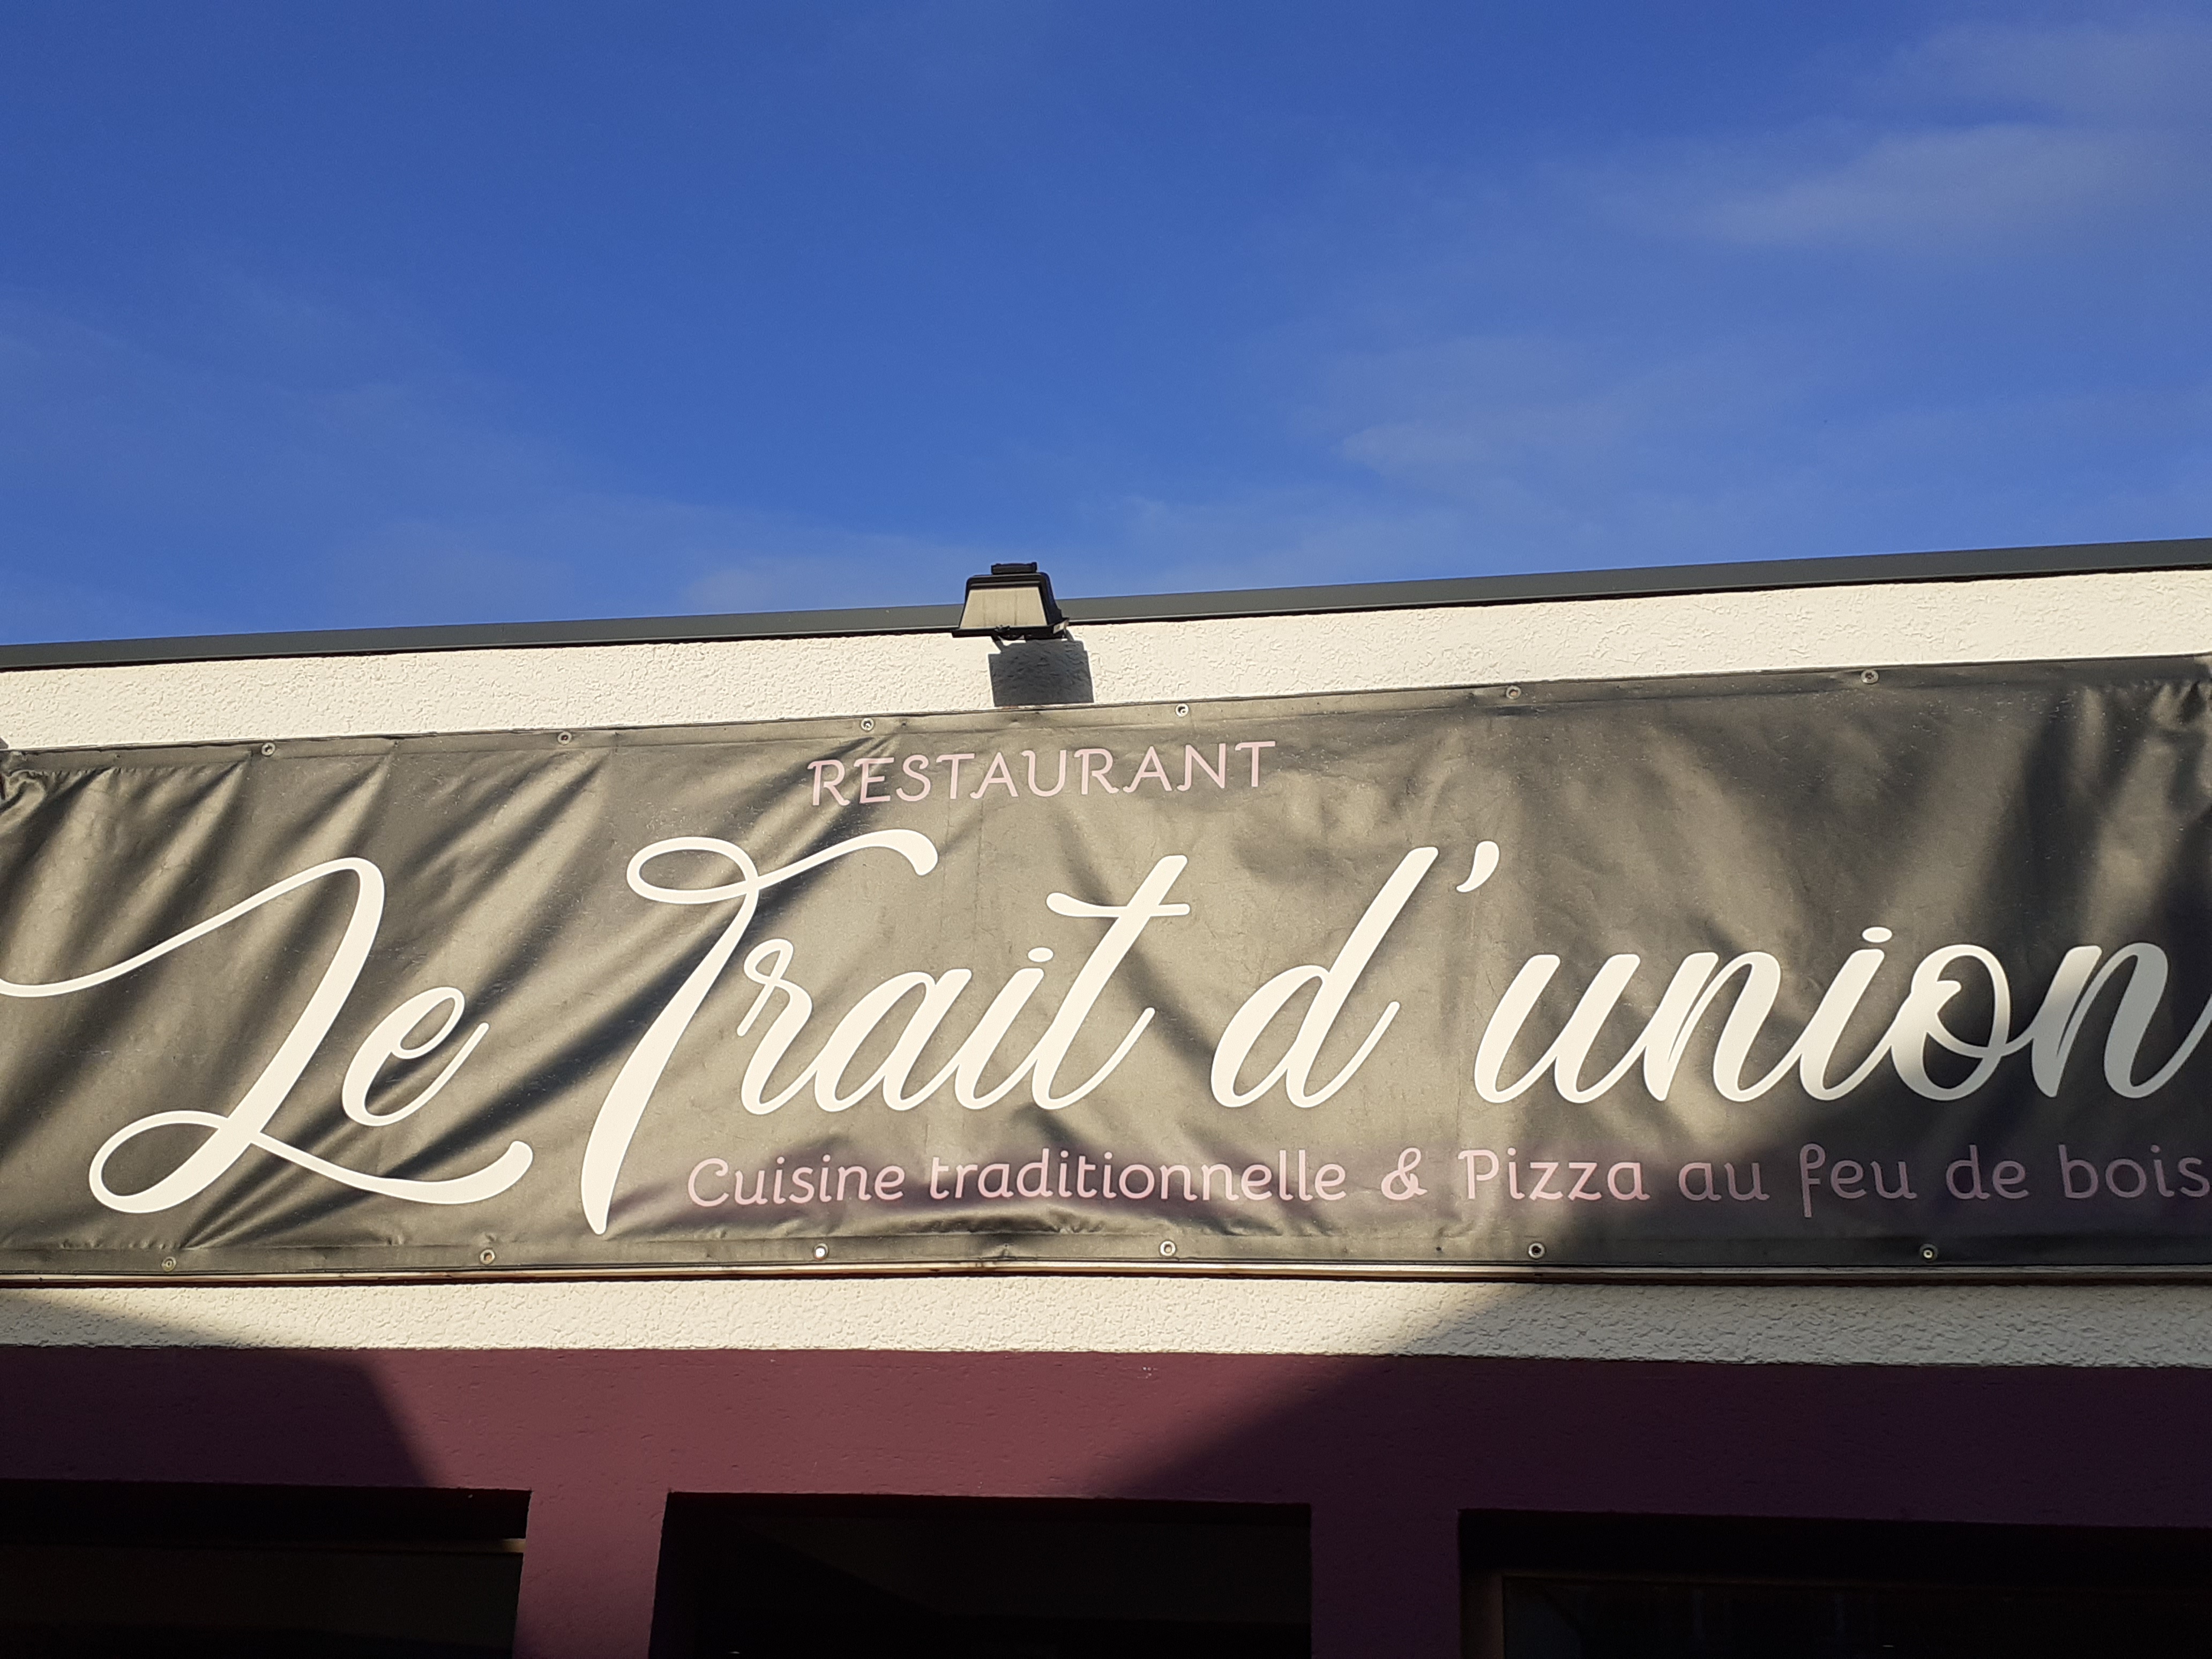 RESTAURANT
Le Trait d'union
Cuisine traditionnelle & Pizza au feu de bois